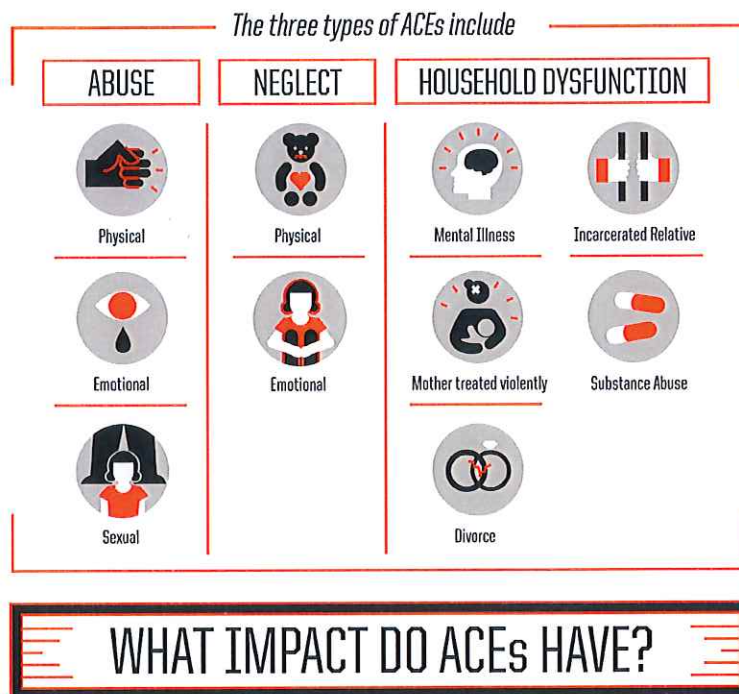 The three types of ACEs include
ABUSE
NEGLECT
HOUSEHOLD DYSFUNCTION
Physical
Physical
Mental Illness
Incarcerated Relative
Emotional
Emotional
Mother treated violently
Substance Abuse
Sexual
Divorce
WHAT IMPACT DO ACEs HAVE?